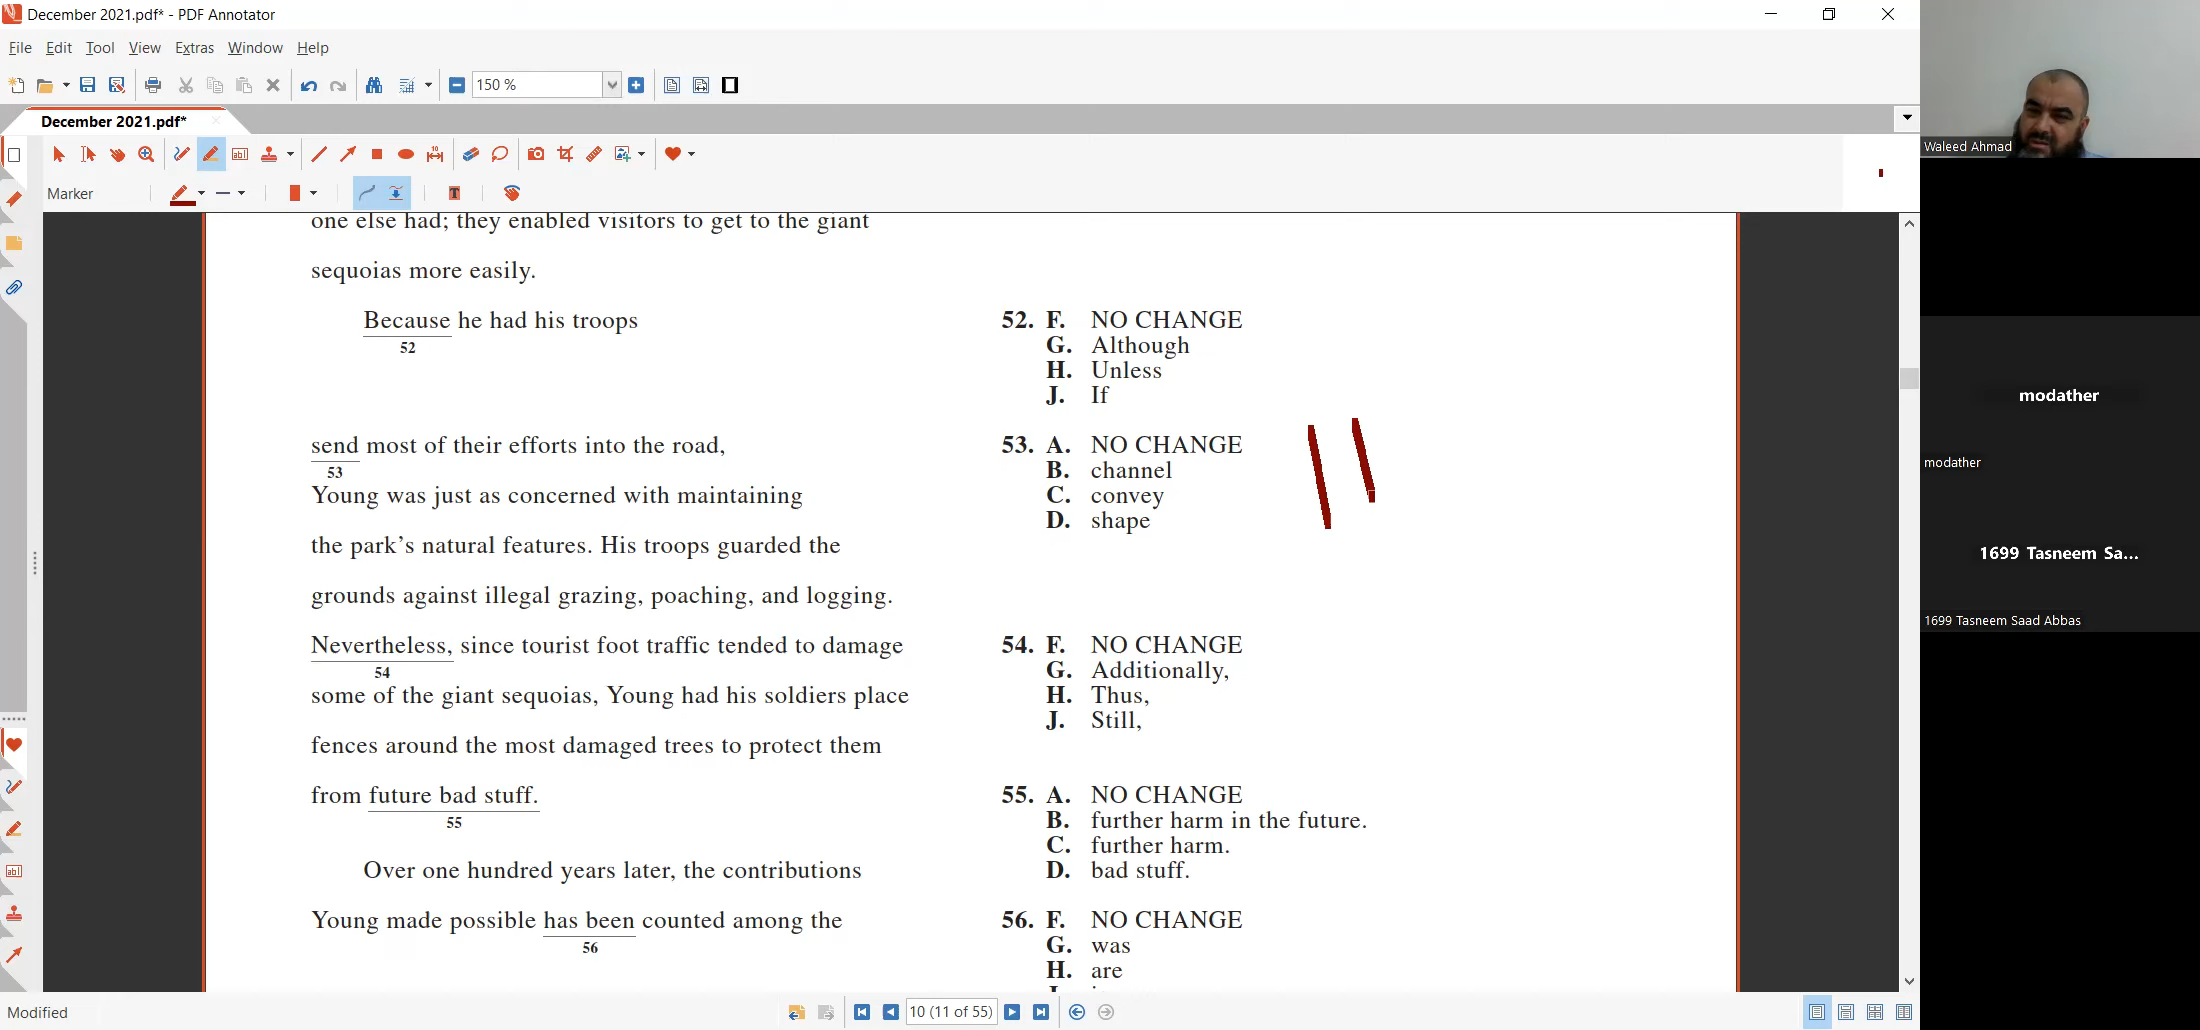 December 2021.pdf* - PDF Annotator
File Edit Tool View Extras Window Help
150 %
December 2021.pdf*
Marker
one else had; they enabled visitors to get to the giant
sequoias more easily.
Because he had his troops
52
send most of their efforts into the road,
53
Young was just as concerned with maintaining
the park's natural features. His troops guarded the
grounds against illegal grazing, poaching, and logging.
Nevertheless, since tourist foot traffic tended to damage
54
some of the giant sequoias, Young had his soldiers place
fences around the most damaged trees to protect them
from future bad stuff.
55
Over one hundred years later, the contributions
Young made possible has been counted among the
56
52. F. NO CHANGE
G. Although
H. Unless
J. If
53. A. NO CHANGE
B. channel
C. convey
D. shape
54. F. NO CHANGE
G. Additionally,
H. Thus,
J. Still,
55. A. NO CHANGE
B. further harm in the future.
C. further harm.
D. bad stuff.
56. F. NO CHANGE
G. was
H. are
Waleed Ahmad
modather
modather
1699 Tasneem Sa...
1699 Tasneem Saad Abbas
Modified
10 (11 of 55)